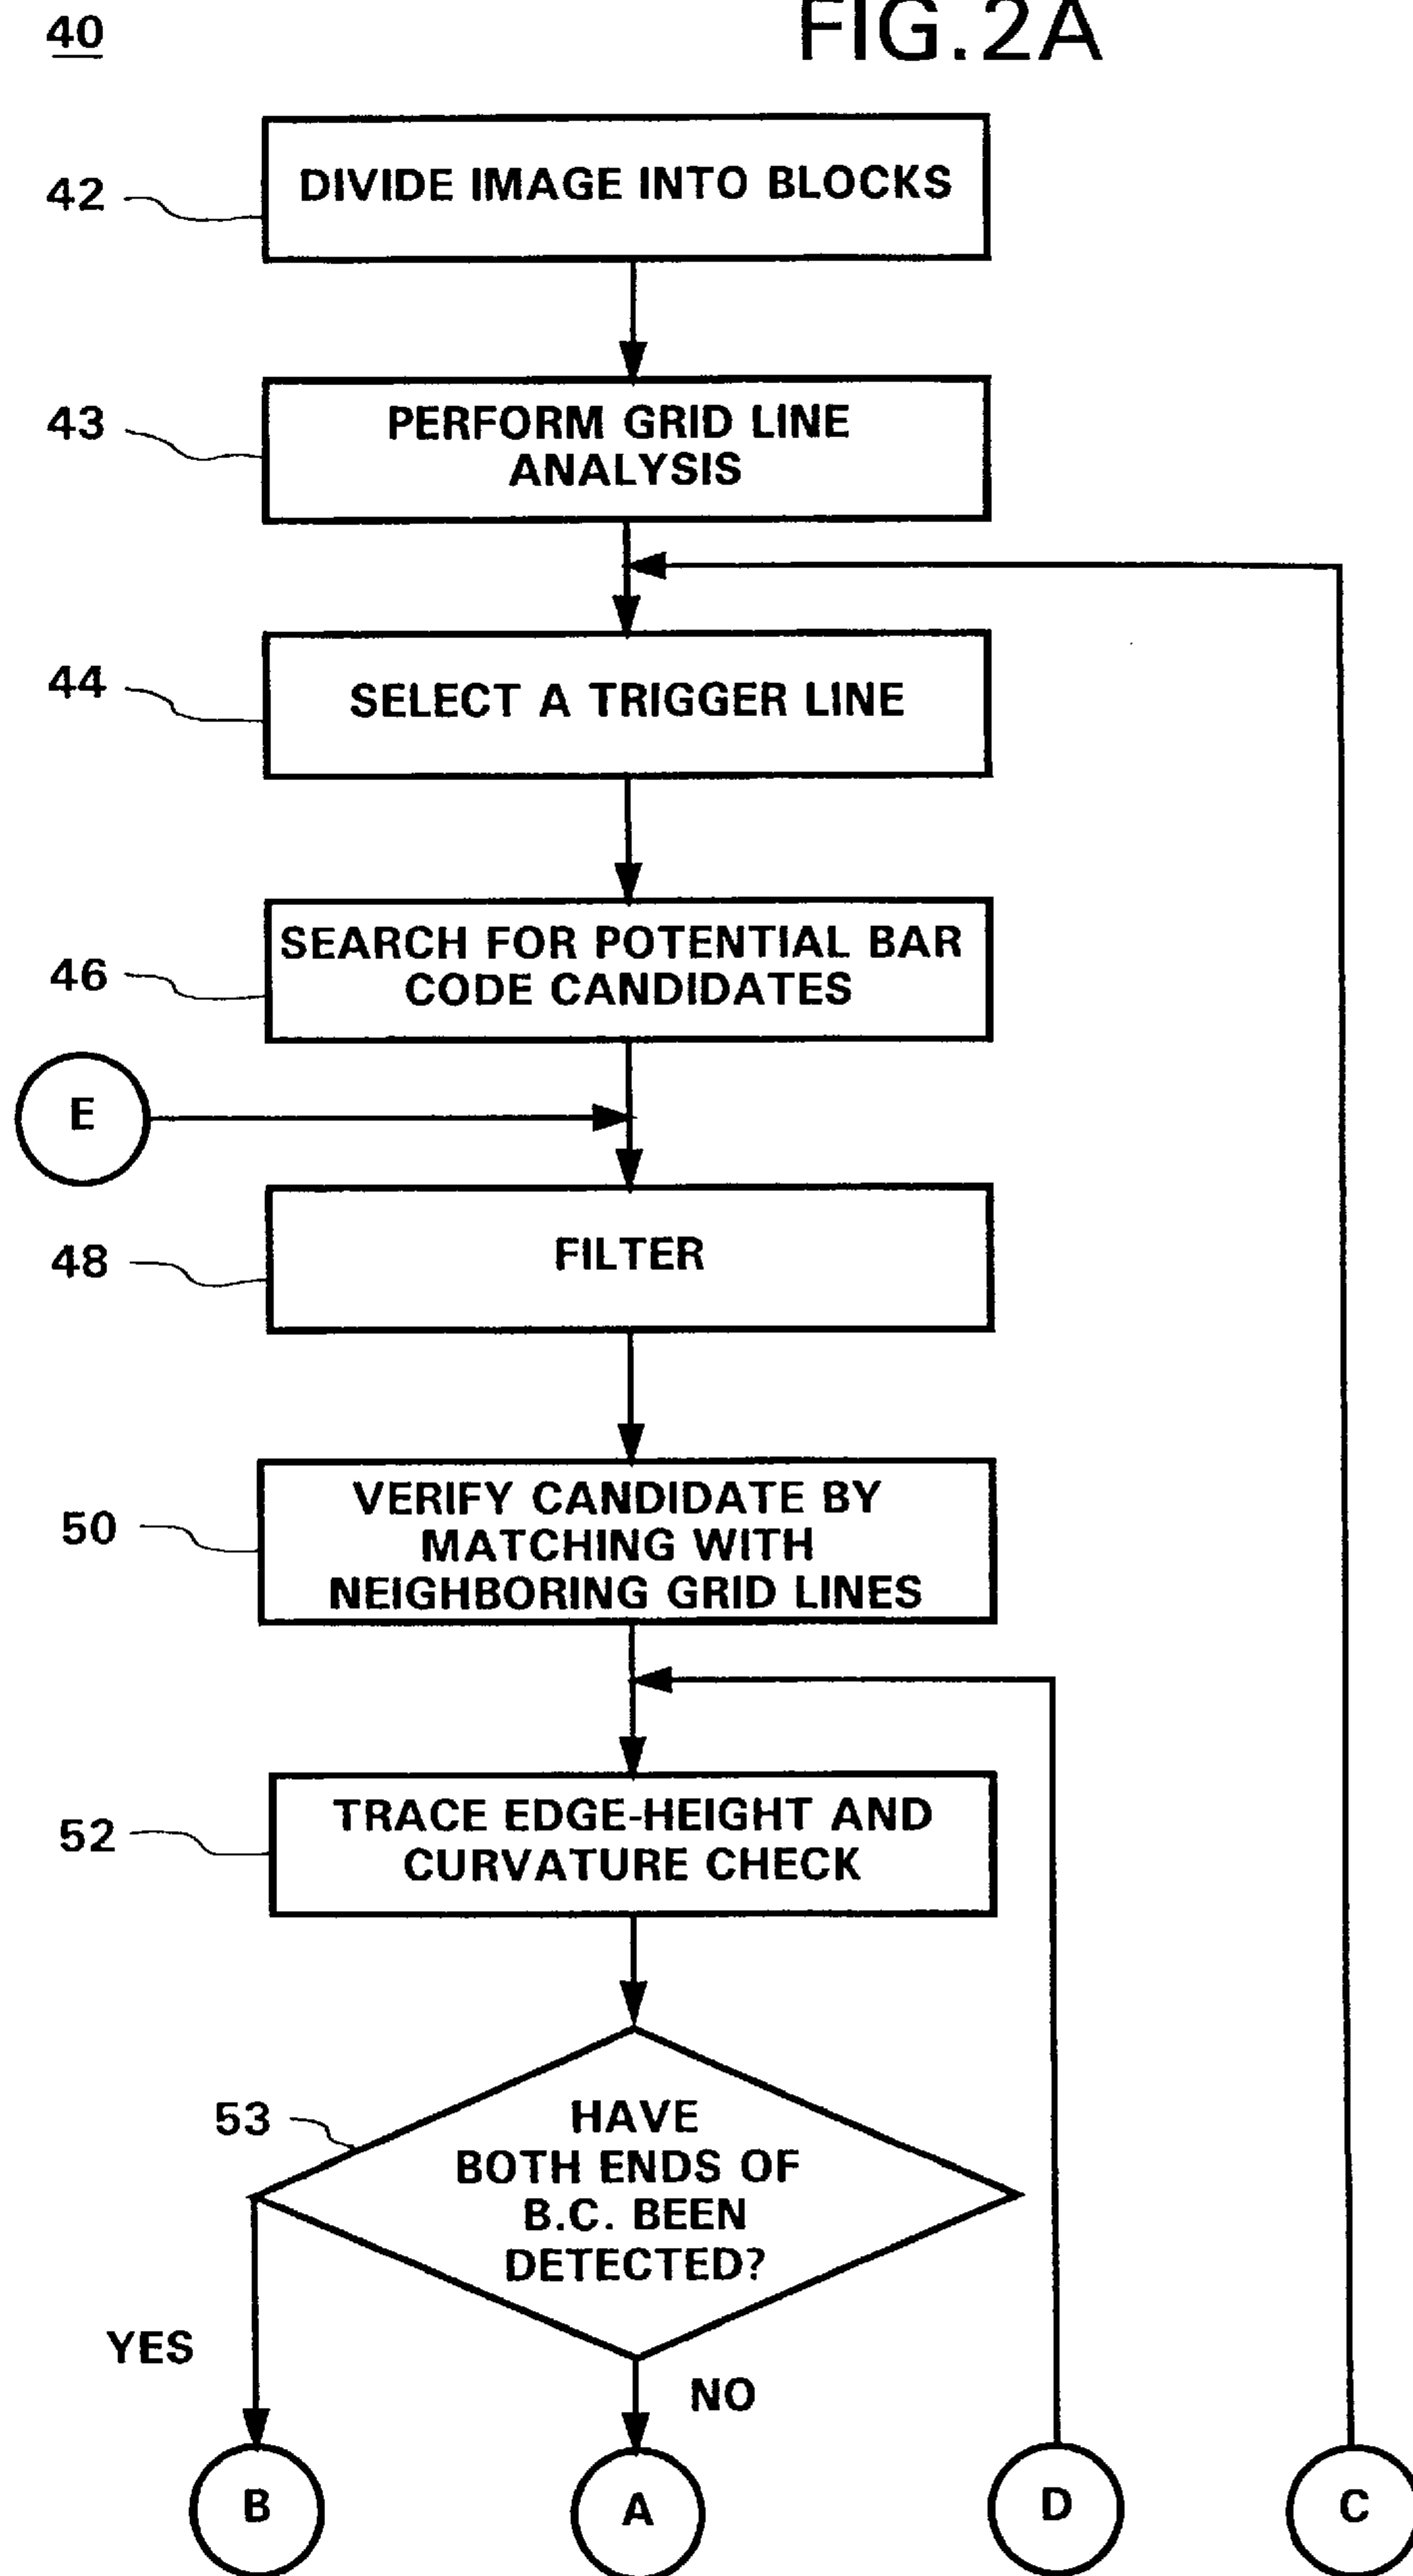 40
FIG.2A
42
DIVIDE IMAGE INTO BLOCKS
43
PERFORM GRID LINE
ANALYSIS
44
SELECT A TRIGGER LINE
46
SEARCH FOR POTENTIAL BAR
CODE CANDIDATES
E
48
FILTER
50
VERIFY CANDIDATE BY
MATCHING WITH
NEIGHBORING GRID LINES
52
TRACE EDGE-HEIGHT AND
CURVATURE CHECK
53
HAVE
BOTH ENDS OF
B.C. BEEN
DETECTED?
YES
NO
B
A
D
C